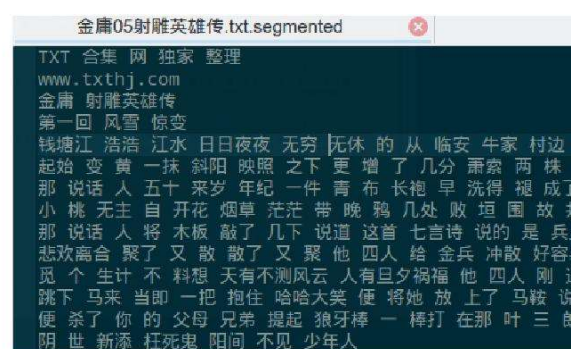 金庸05射雕英雄传.txt.segmented
TXT 合集 网 独家 整理
www.txthj.com
金庸 射雕英雄传
第一回 风雪 惊变
钱塘江 浩浩 江水 日日夜夜 无穷 无休 的 从 临安 牛家 村边
起始 变 黄 一抹 斜阳 映照 之下 更 增 了 几分 萧索 两 株
那 说话 人 五十 来岁 年纪 一件 青 布 长袍 早 洗得 褪 成了
小 桃 无主 自 开花 烟草 茫茫 带 晚 鸦 几处 败 垣 围 故
那 说话 人 将 木板 敲了 几下 说道 这首 七言诗 说的 是 兵
悲欢离合 聚了 又 散 散了 又 聚 他 四人 给 金兵 冲散 好容
觅 个 生计 不 料想 天有不测风云 人有旦夕祸福 他 四人 刚
跳下 马来 当即 一把 抱住 哈哈大笑 便 将她 放 上了 马鞍 说
便 杀了 你 的 父母 兄弟 提起 狼牙棒 一 棒打 在那 叶 三
阴 世 新添 枉死鬼 阳间 不见 少年人